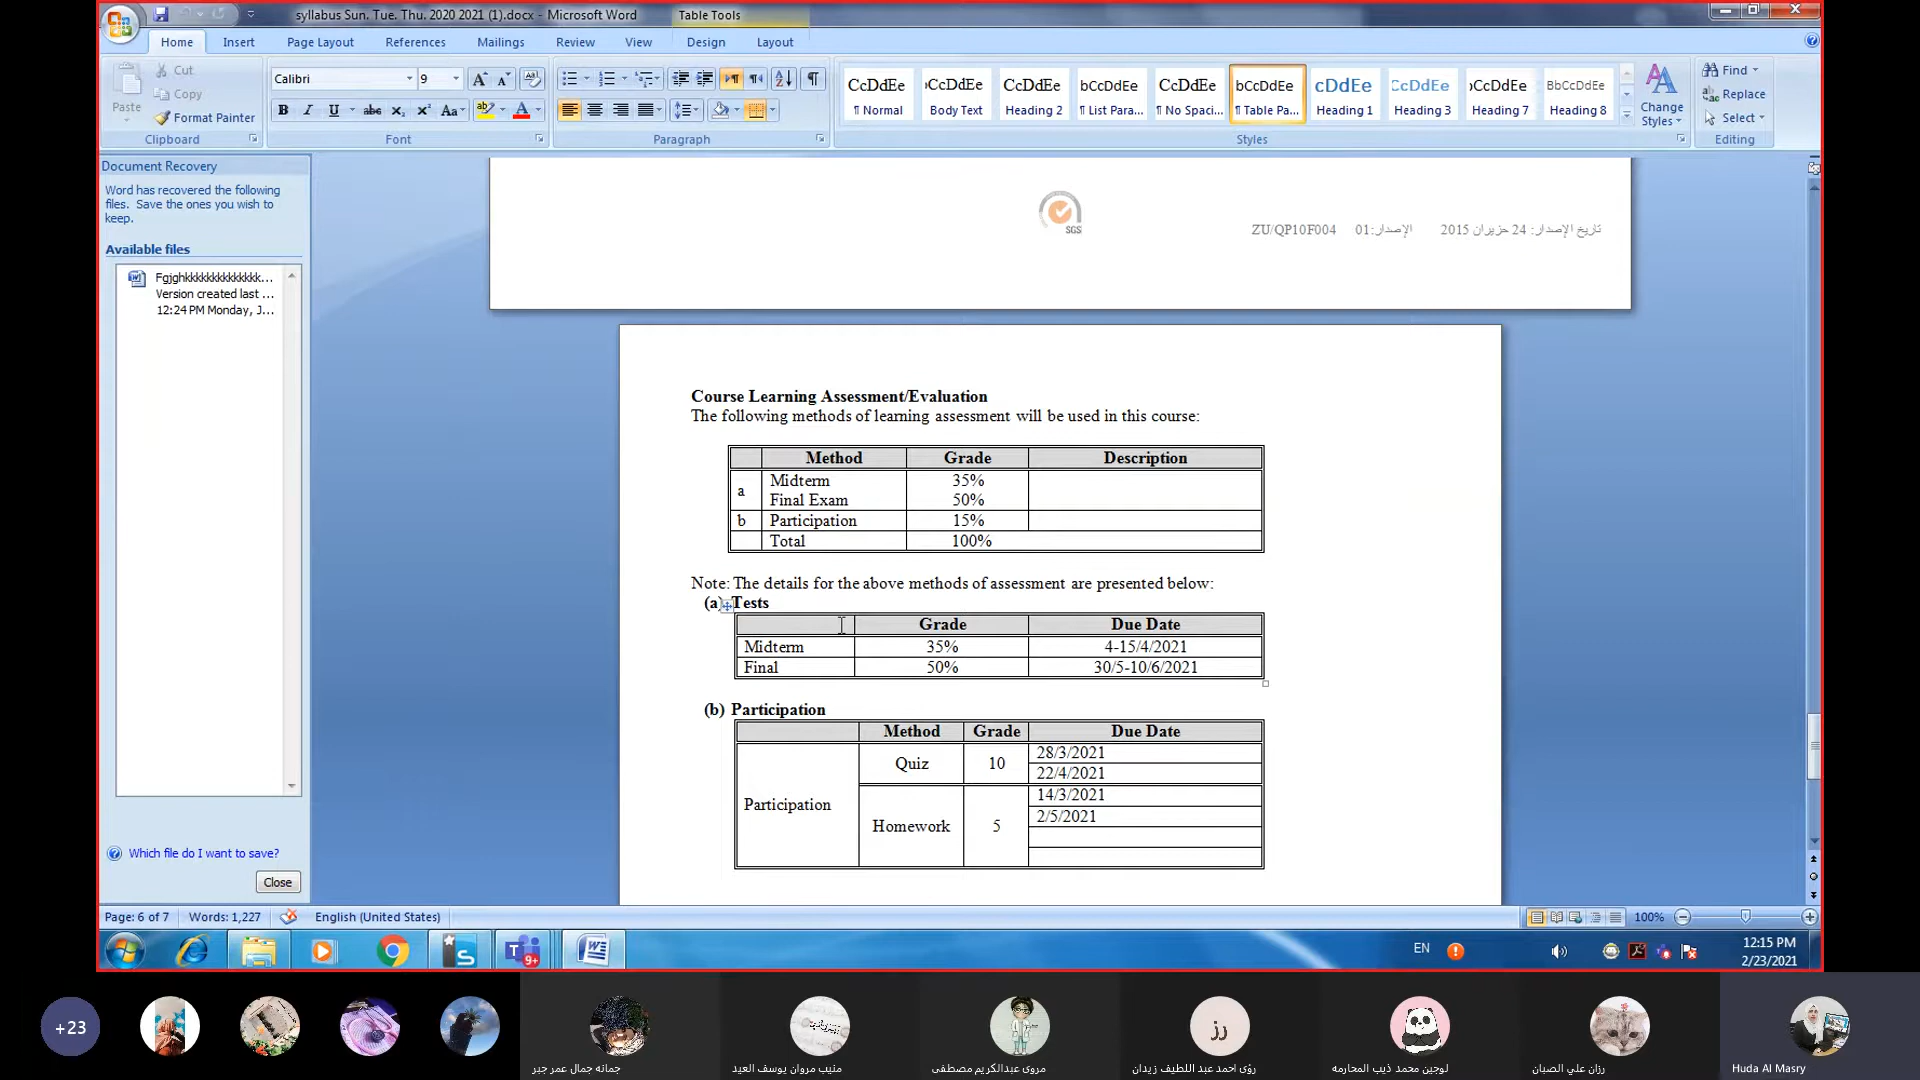 syllabus Sun. Tue. Thu. 2020 2021 (1).docx - Microsoft Word
Table Tools
Home Insert Page Layout References Mailings Review View Design Layout
Cut
Copy
Format Painter
Paste
Clipboard
Calibri 9
Font
Paragraph
¶ Normal
Body Text
Heading 2
¶ List Para...
¶ No Spaci...
¶ Table Pa...
Heading 1
Heading 3
Heading 7
Heading 8
Styles
Change Styles
Find
Replace
Select
Editing
Document Recovery
Word has recovered the following
files. Save the ones you wish to
keep.
Available files
Fgjghkkkkkkkkkkkkkk...
Version created last ...
12:24 PM Monday, J...
Which file do I want to save?
Close
SGS
تاريخ الإصدار: 24 حزيران 2015 الإصدار:01 ZU/QP10F004
Course Learning Assessment/Evaluation
The following methods of learning assessment will be used in this course:
Method Grade Description
a Midterm 35%
Final Exam 50%
b Participation 15%
Total 100%
Note: The details for the above methods of assessment are presented below:
(a) Tests
Grade Due Date
Midterm 35% 4-15/4/2021
Final 50% 30/5-10/6/2021
(b) Participation
Method Grade Due Date
Participation Quiz 10 28/3/2021
22/4/2021
Homework 5 14/3/2021
2/5/2021
Page: 6 of 7 Words: 1,227 English (United States) 100%
9+
EN
12:15 PM
2/23/2021
+23
رز
جمانه جمال عمر جبر
منيب مروان يوسف العيد
مروى عبدالكريم مصطفى
رؤى احمد عبد اللطيف زيدان
لوجين محمد ذيب المحارمه
رزان علي الصبان
Huda Al Masry